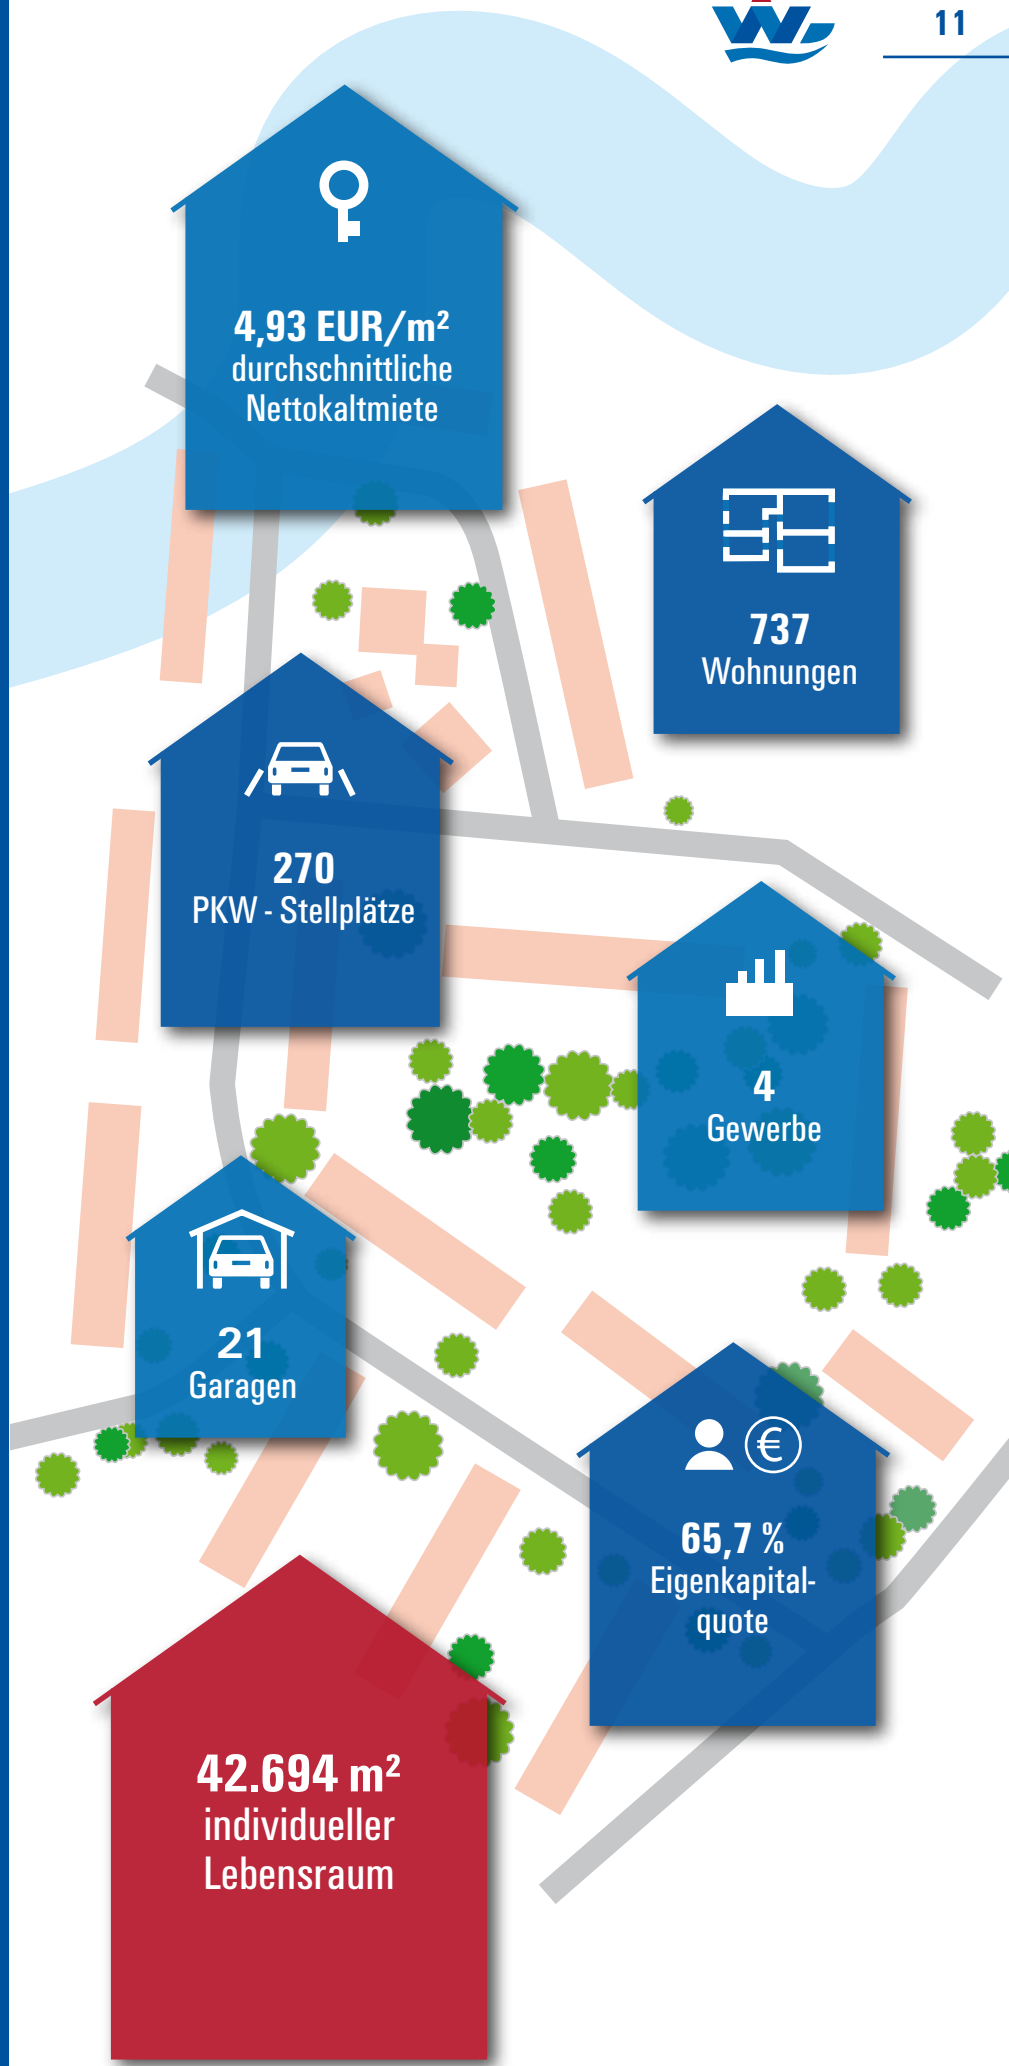 11
4,93 EUR/m²
durchschnittliche
Nettokaltmiete
737
Wohnungen
270
PKW - Stellplätze
4
Gewerbe
21
Garagen
€
65,7 %
Eigenkapital-
quote
42.694 m²
individueller
Lebensraum